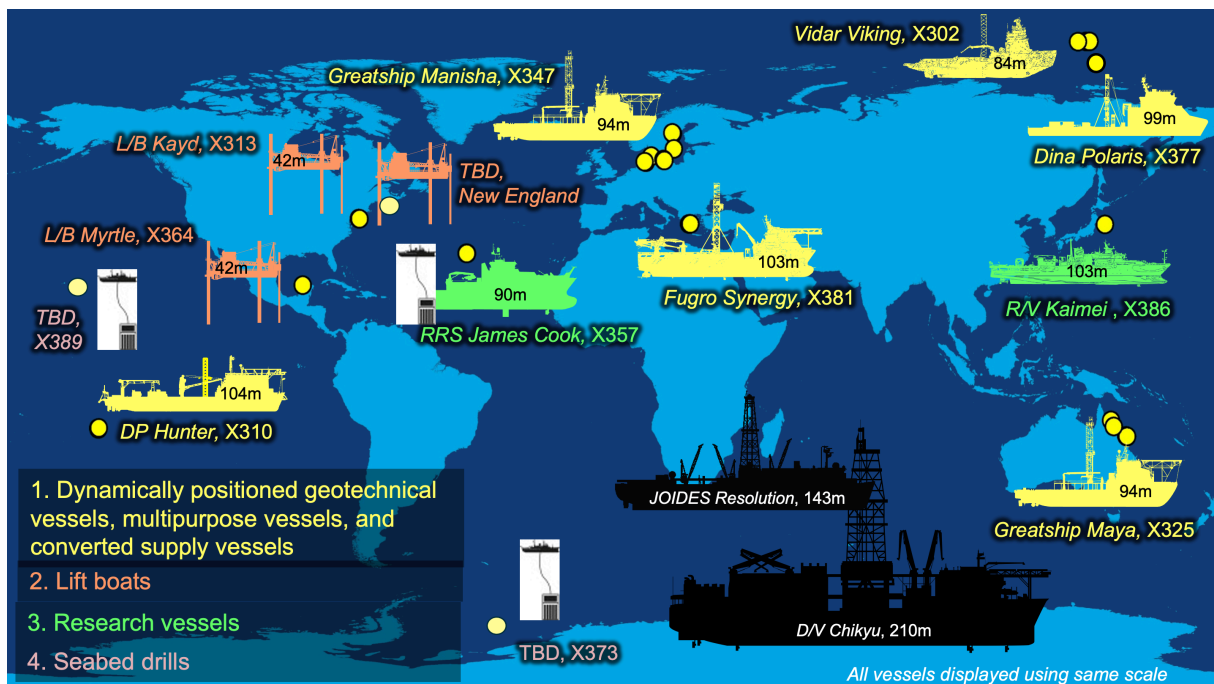 Vidar Viking, X302
84m
Greatship Manisha, X347
94m
99m
Dina Polaris, X377
L/B Kayd, X313
42m
TBD,
New England
L/B Myrtle, X364
42m
TBD,
X389
90m
RRS James Cook, X357
103m
Fugro Synergy, X381
103m
R/V Kaimei , X386
104m
DP Hunter, X310
JOIDES Resolution, 143m
94m
Greatship Maya, X325
1. Dynamically positioned geotechnical
vessels, multipurpose vessels, and
converted supply vessels
2. Lift boats
3. Research vessels
4. Seabed drills
TBD, X373
D/V Chikyu, 210m
All vessels displayed using same scale